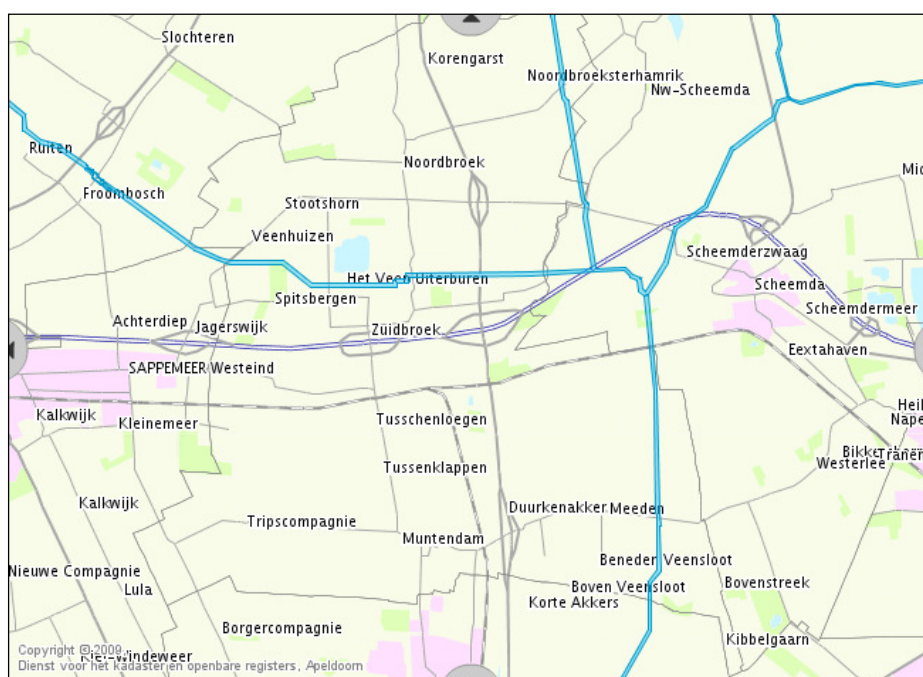 Slochteren
Korengarst
Noordbroeksterhamrik
Nw-Scheemda
Ruiten
Noordbroek
Froombosch
Stootshorn
Veenhuizen
Scheemderzwaag
Het Veen Uiterburen
Scheemda
Spitsbergen
Scheemdermeer
Achterdiep
Jagerswijk
Zuidbroek
Eextahaven
SAPPEMEER Westeind
Kalkwijk
Kleinemeer
Tusschenloegen
Tussenklappen
Westerlee
Kalkwijk
Duurkenakker
Meeden
Tripscompagnie
Muntendam
Beneden Veensloot
Nieuwe Compagnie
Lula
Boven Veensloot
Bovenstreek
Korte Akkers
Borgercompagnie
Kibbelgaarn
Copyright © 2009,
Kiel-Windeweer
Dienst voor het kadaster en openbare registers, Apeldoorn